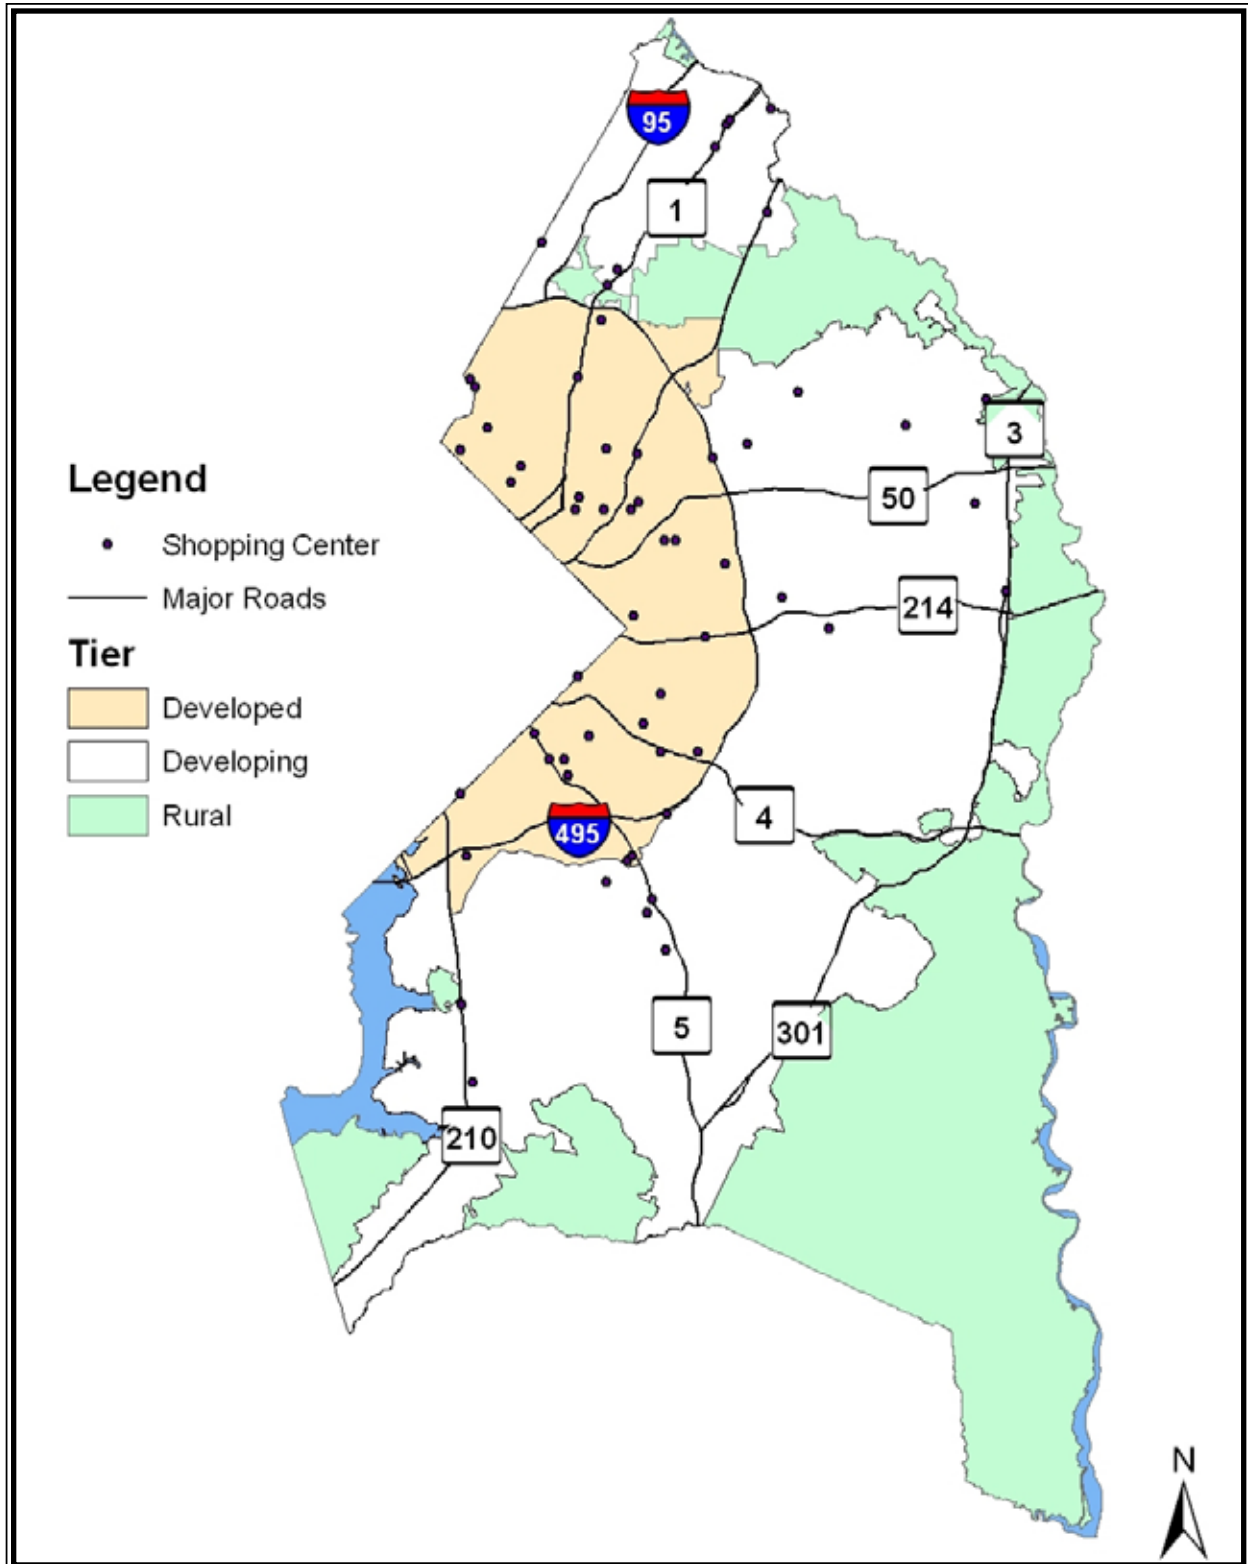 95
1
3
Legend
50
Shopping Center
Major Roads
214
Tier
Developed
Developing
Rural
4
495
5
301
210
N